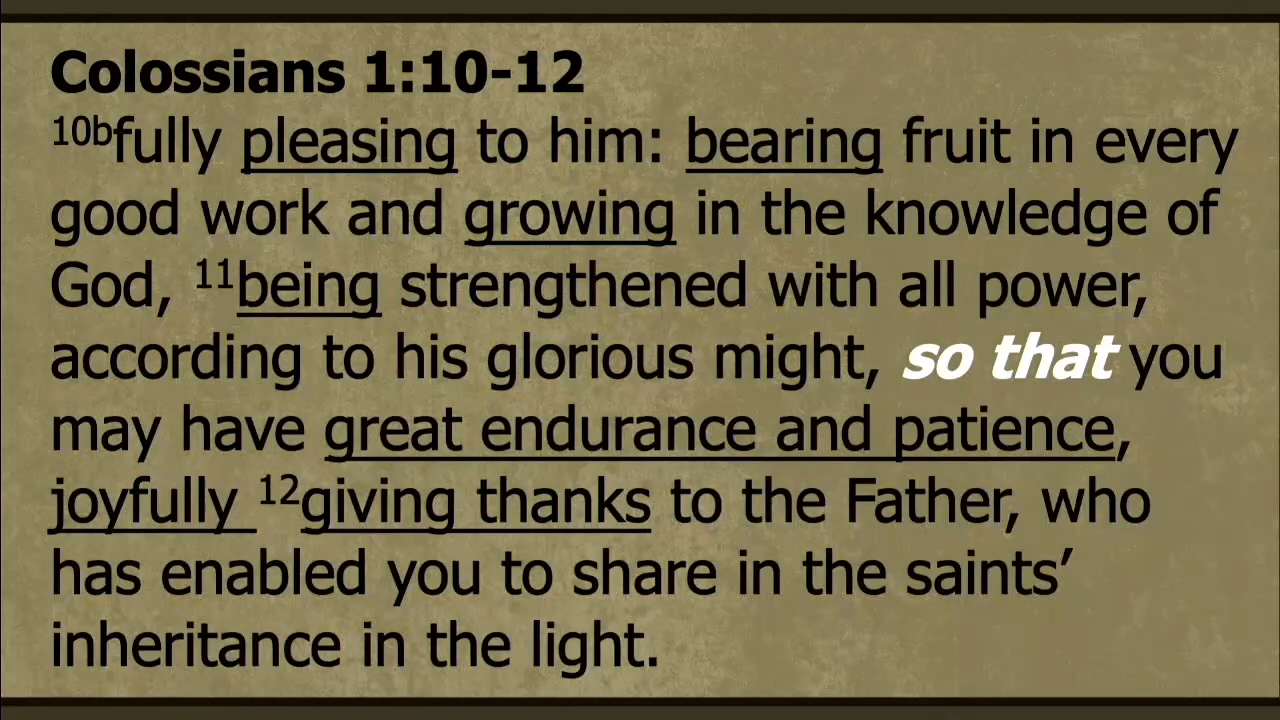 Colossians 1:10-12
10bfully pleasing to him: bearing fruit in every
good work and growing in the knowledge of
God, 11being strengthened with all power,
according to his glorious might, so that you
may have great endurance and patience,
joyfully 12giving thanks to the Father, who
has enabled you to share in the saints’
inheritance in the light.